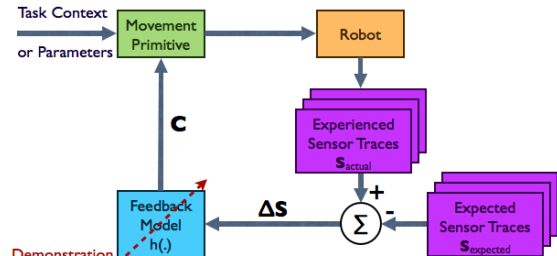 Task Context
or Parameters
Movement
Primitive
Robot
Experienced
Sensor Traces
Sactual
C
+
-
Σ
ΔS
Feedback
Model
h(.)
Expected
Sensor Traces
Sexpected
Demonstration